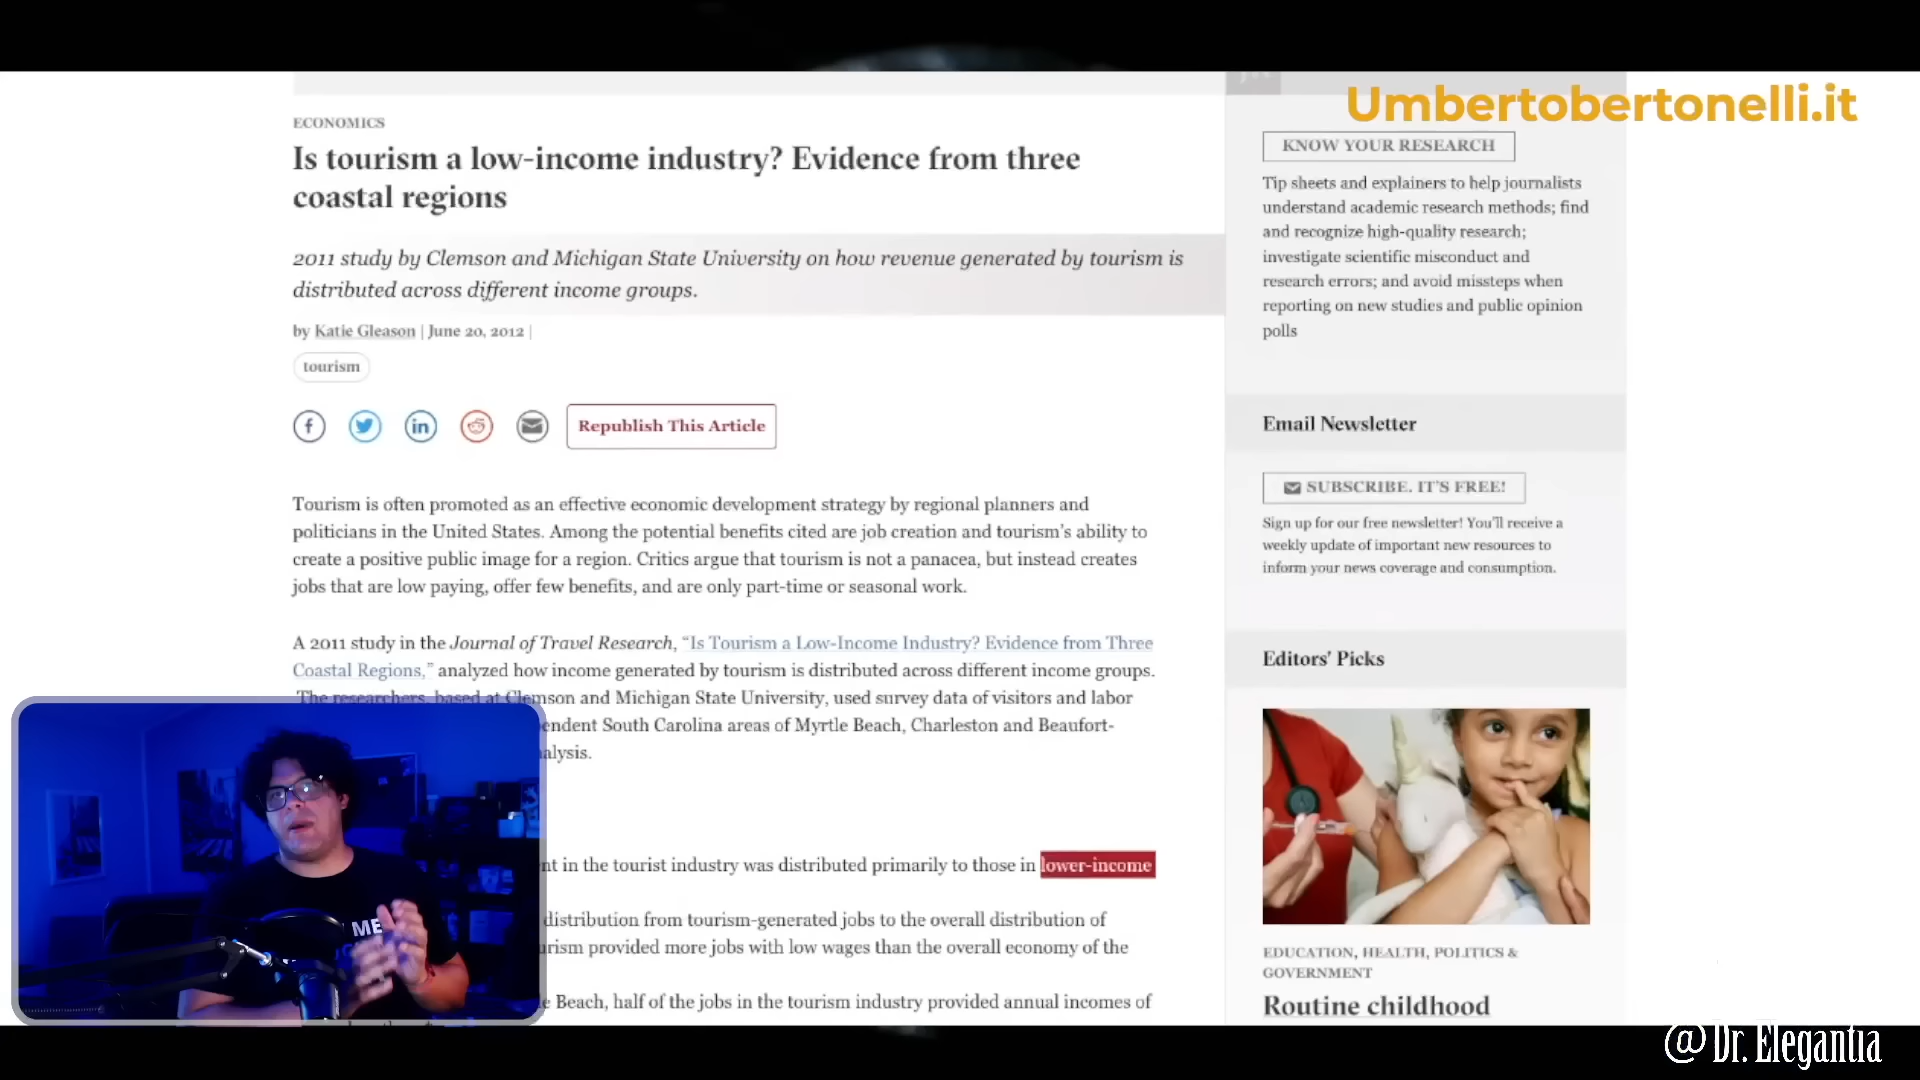 Umbertobertonelli.it
ECONOMICS
Is tourism a low-income industry? Evidence from three
coastal regions
2011 study by Clemson and Michigan State University on how revenue generated by tourism is
distributed across different income groups.
by Katie Gleason | June 20, 2012 |
tourism
Republish This Article
Tourism is often promoted as an effective economic development strategy by regional planners and
politicians in the United States. Among the potential benefits cited are job creation and tourism's ability to
create a positive public image for a region. Critics argue that tourism is not a panacea, but instead creates
jobs that are low paying, offer few benefits, and are only part-time or seasonal work.
A 2011 study in the Journal of Travel Research, “Is Tourism a Low-Income Industry? Evidence from Three
Coastal Regions,” analyzed how income generated by tourism is distributed across different income groups.
The researchers, based at Clemson and Michigan State University, used survey data of visitors and labor
South Carolina areas of Myrtle Beach, Charleston and Beaufort-
in the tourist industry was distributed primarily to those in lower-income
distribution from tourism-generated jobs to the overall distribution of
provided more jobs with low wages than the overall economy of the
Beach, half of the jobs in the tourism industry provided annual incomes of
ME
KNOW YOUR RESEARCH
Tip sheets and explainers to help journalists
understand academic research methods; find
and recognize high-quality research;
investigate scientific misconduct and
research errors; and avoid missteps when
reporting on new studies and public opinion
polls
Email Newsletter
SUBSCRIBE. IT'S FREE!
Sign up for our free newsletter! You'll receive a
weekly update of important new resources to
inform your news coverage and consumption.
Editors' Picks
EDUCATION, HEALTH, POLITICS &
GOVERNMENT
Routine childhood
@Dr. Elegantia